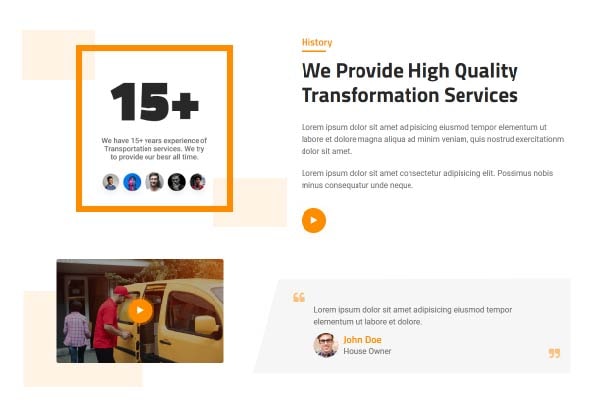 15+
We have 15+ years experience of
Transportation services. We try
to provide our best all time.
History
We Provide High Quality
Transformation Services
Lorem ipsum dolor sit amet adipisicing eiusmod tempor elementum ut
labore et dolore magna aliqua ad minim veniam, quis nostrud exercitationm
dolor sit amet.
Lorem ipsum dolor sit amet consectetur adipisicing elit. Possimus nobis
minus consequatur unde neque.
Lorem ipsum dolor sit amet adipisicing eiusmod tempor
elementum ut labore et dolore.
John Doe
House Owner